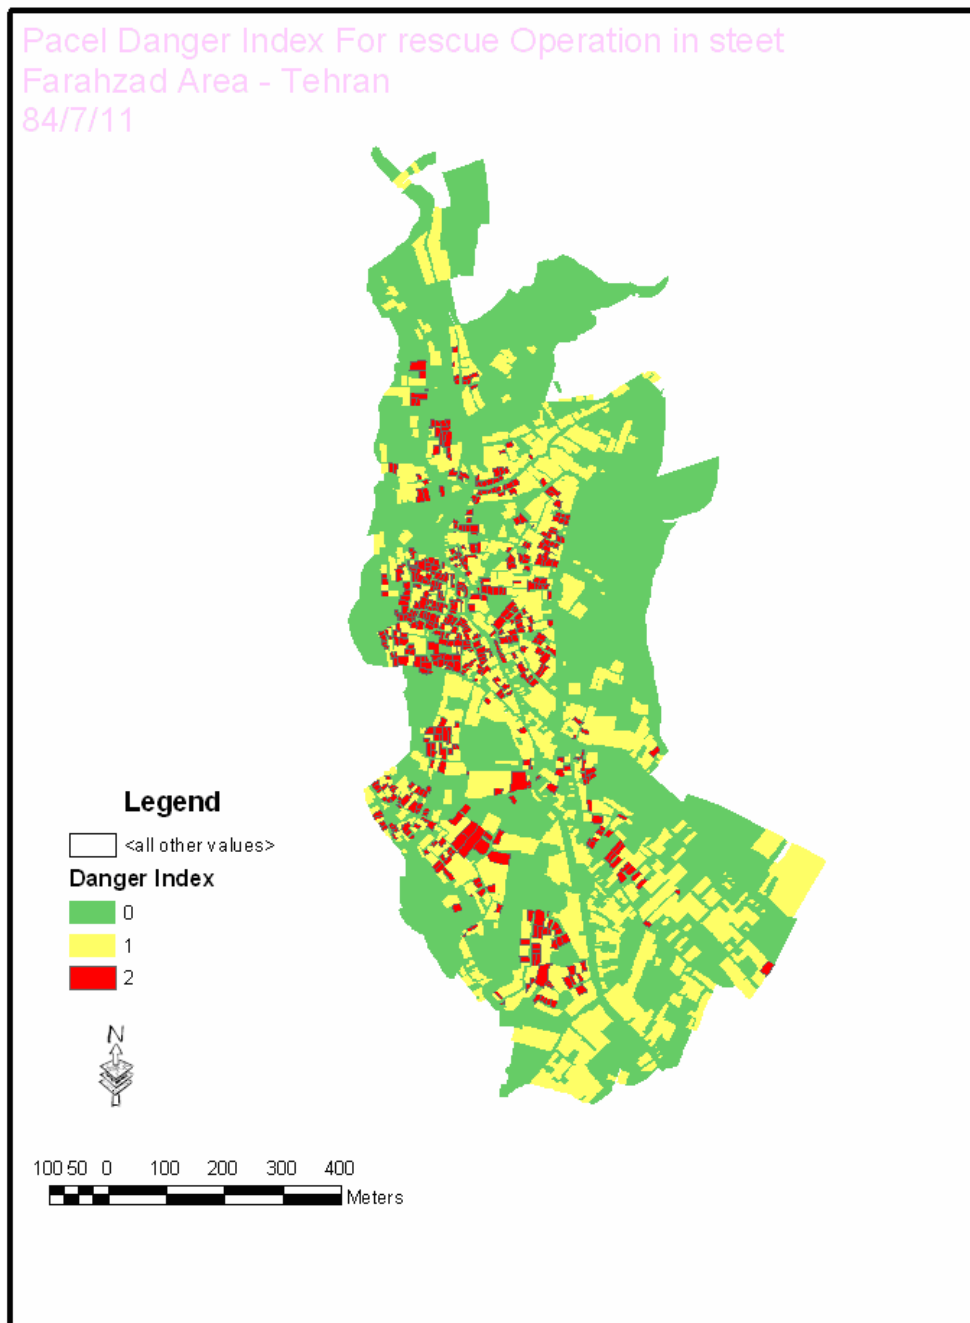 Pacel Danger Index For rescue Operation in steet
Farahzad Area - Tehran
84/7/11
Legend
<all other values>
Danger Index
0
1
2
N
100 50 0 100 200 300 400
Meters